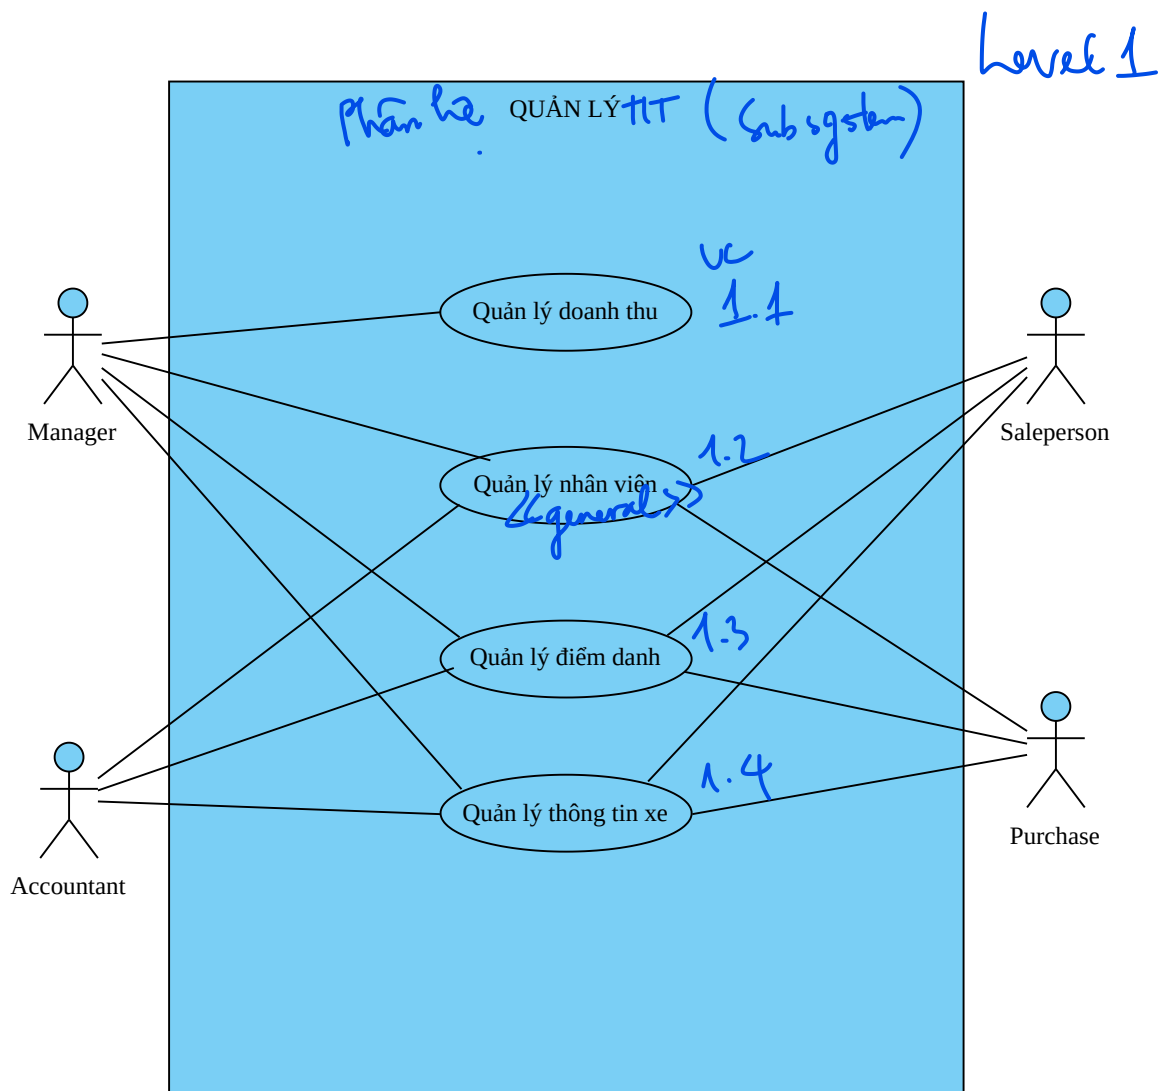 Level 1
Phân hệ QUẢN LÝ HT (Subsystem)
UC
Quản lý doanh thu 1.1
Manager
Saleperson
1.2
Quản lý nhân viên
<<general>>
1.3
Quản lý điểm danh
1.4
Quản lý thông tin xe
Purchase
Accountant